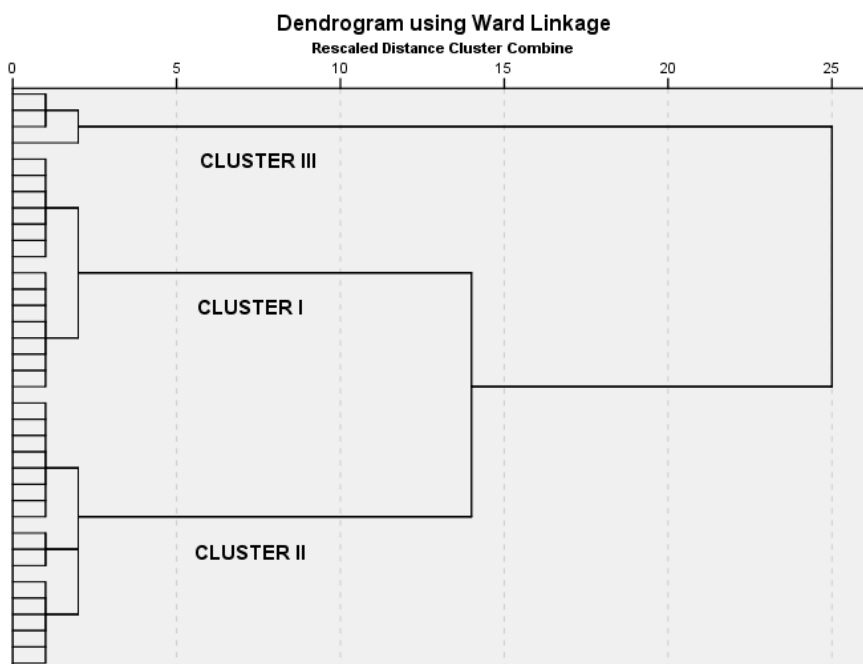 Dendrogram using Ward Linkage
Rescaled Distance Cluster Combine
0 5 10 15 20 25
CLUSTER III
CLUSTER I
CLUSTER II